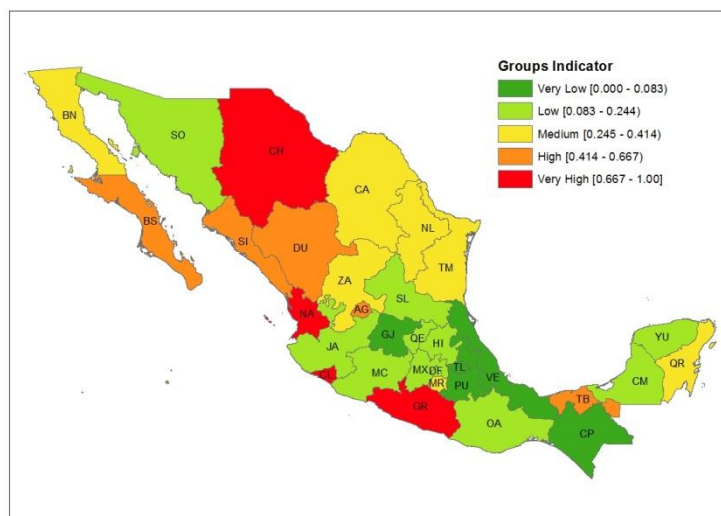 Groups Indicator
Very Low [0.000 - 0.083)
Low [0.083 - 0.244)
Medium [0.245 - 0.414)
High [0.414 - 0.667)
Very High [0.667 - 1.00]
BN
SO
CH
CA
BS
SI
DU
NL
TM
ZA
SL
NA
AG
GJ
QE
HI
JA
YU
QR
CL
MC
MX
DF
TL
MR
PU
VE
CM
TB
GR
OA
CP